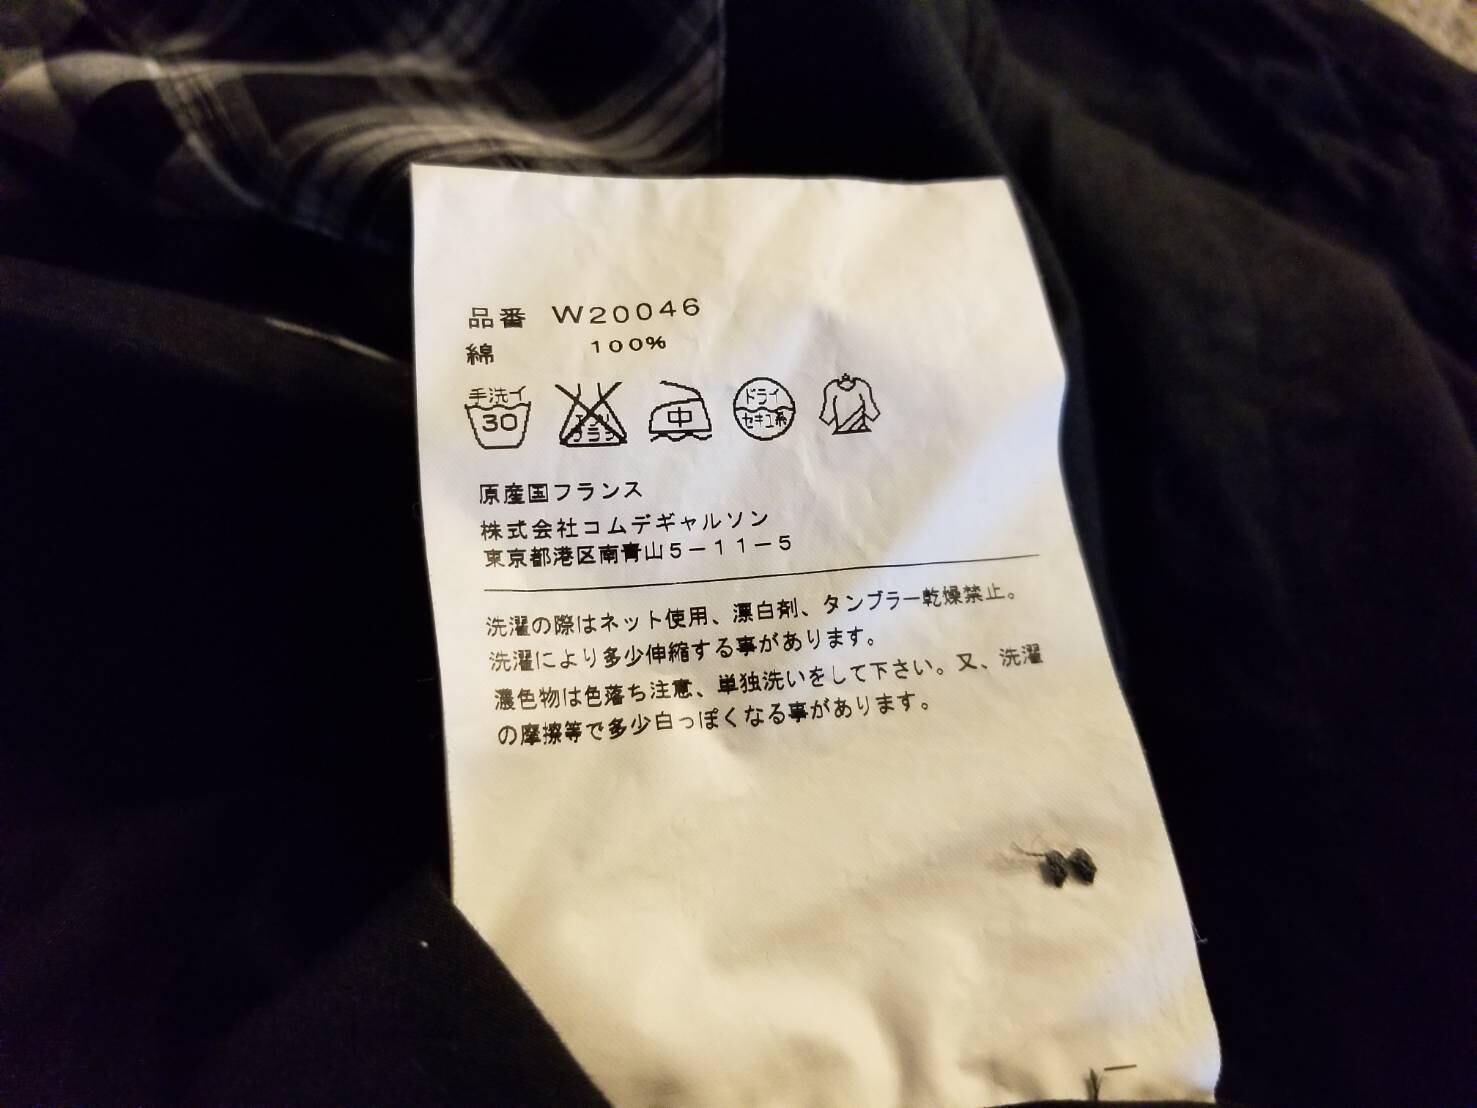 品番 W20046
綿 100%
手洗イ
30
エンソ
サラシ
中
ドライ
セキユ系
原産国フランス
株式会社コムデギャルソン
東京都港区南青山5-11-5
洗濯の際はネット使用、漂白剤、タンブラー乾燥禁止。
洗濯により多少伸縮する事があります。
濃色物は色落ち注意、単独洗いをして下さい。又、洗濯
の摩擦等で多少白っぽくなる事があります。